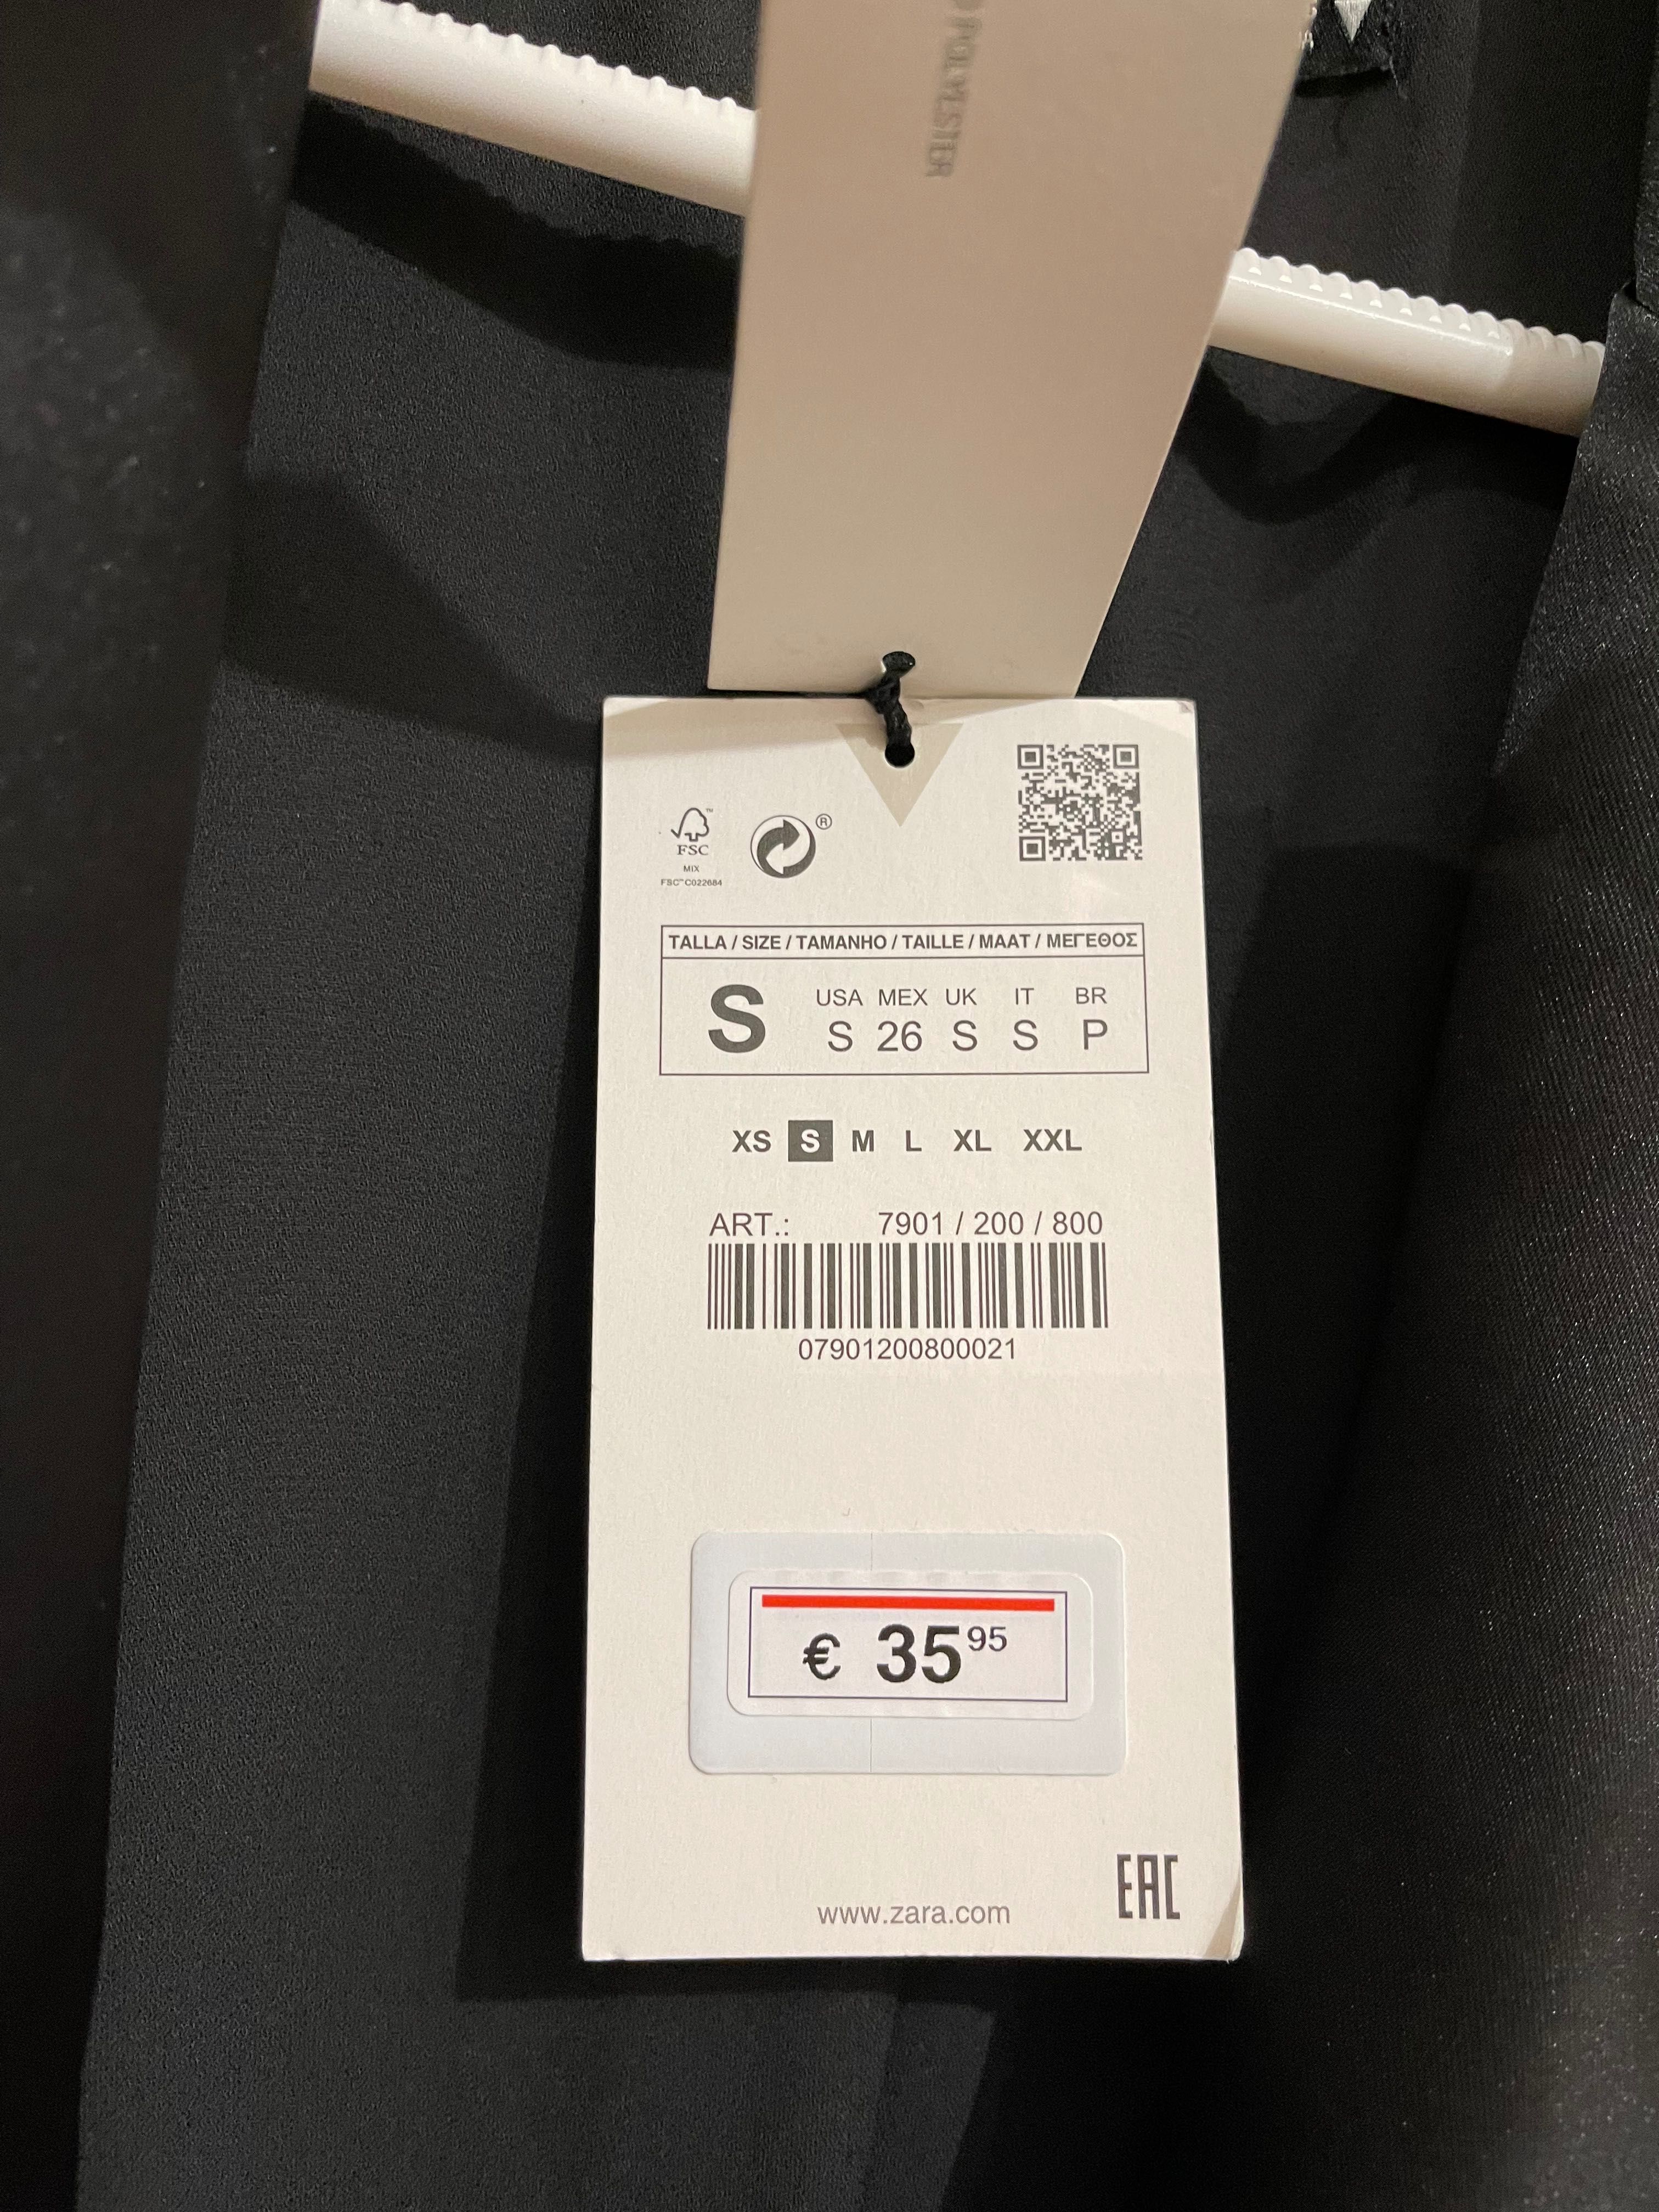 POLYESTER
FSC™
MIX
FSC™ C022684
®
TALLA / SIZE / TAMANHO / TAILLE / MAAT / ΜΕΓΕΘΟΣ
S
USA MEX UK IT BR
S 26 S S P
XS S M L XL XXL
ART.: 7901 / 200 / 800
07901200800021
€ 35 95
www.zara.com
EAC